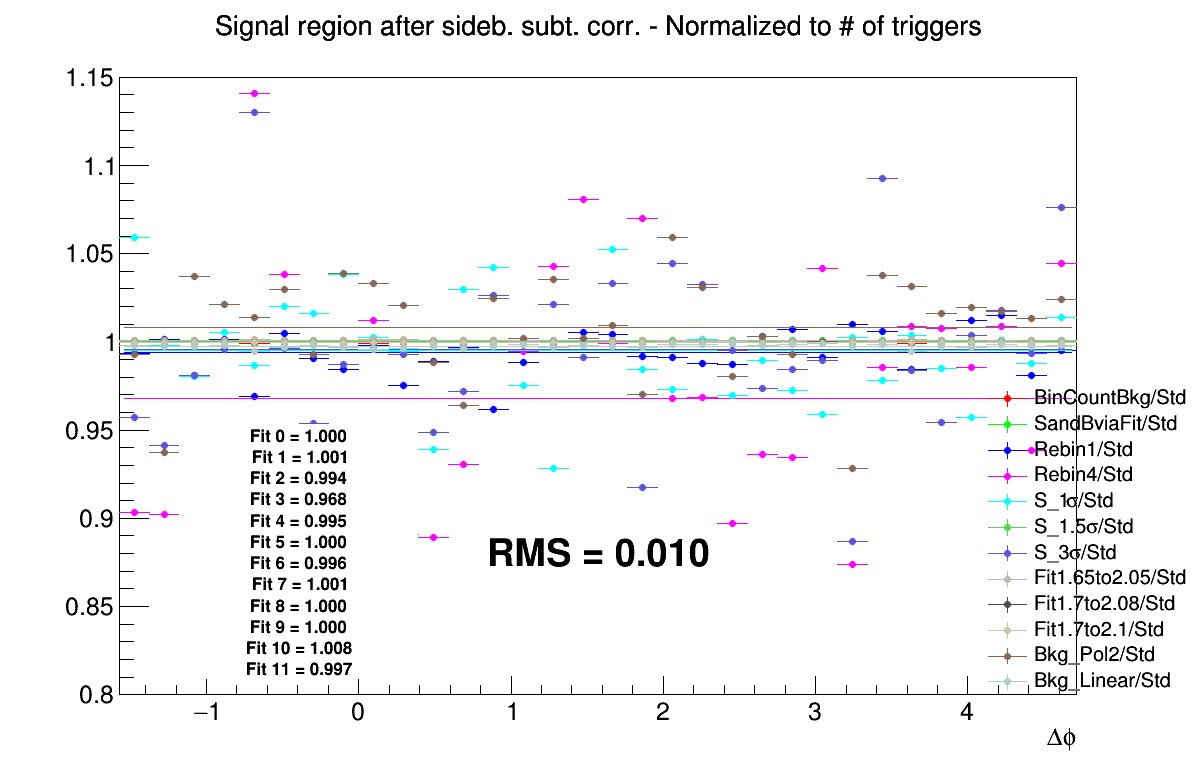 Signal region after sideb. subt. corr. - Normalized to # of triggers
1.15
1.1
1.05
1
0.95
0.9
0.85
0.8
Fit 0 = 1.000
Fit 1 = 1.001
Fit 2 = 0.994
Fit 3 = 0.968
Fit 4 = 0.995
Fit 5 = 1.000
Fit 6 = 0.996
Fit 7 = 1.001
Fit 8 = 1.000
Fit 9 = 1.000
Fit 10 = 1.008
Fit 11 = 0.997
RMS = 0.010
BinCountBkg/Std
SandBviaFit/Std
Rebin1/Std
Rebin4/Std
S_1σ/Std
S_1.5σ/Std
S_3σ/Std
Fit1.65to2.05/Std
Fit1.7to2.08/Std
Fit1.7to2.1/Std
Bkg_Pol2/Std
Bkg_Linear/Std
−1 0 1 2 3 4
Δϕ